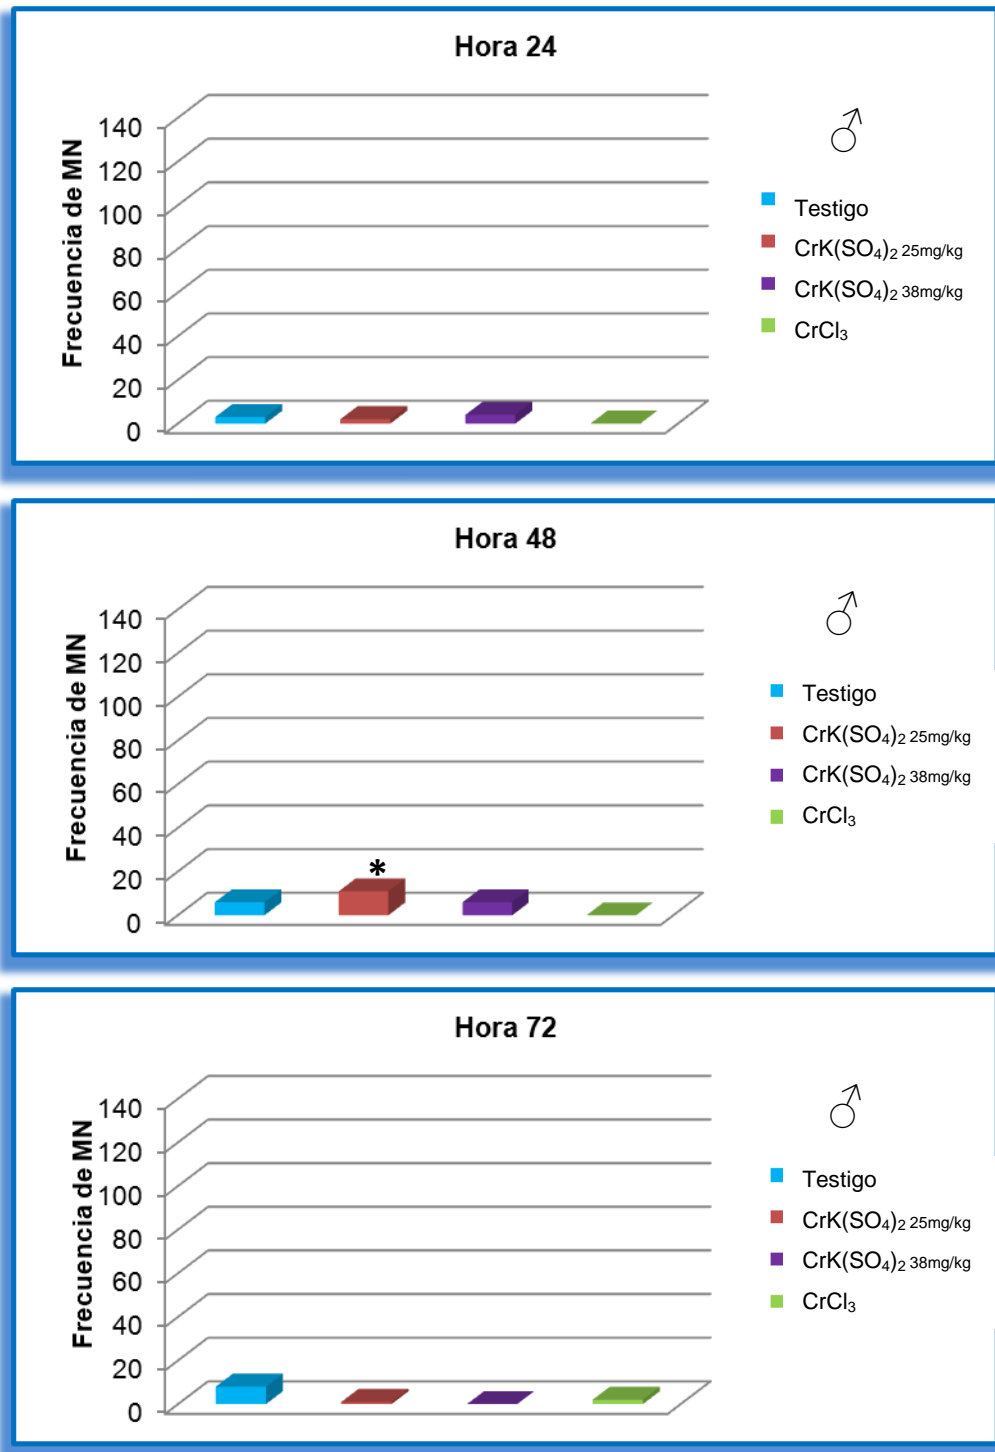 Hora 24
Frecuencia de MN
140
120
100
80
60
40
20
0
♂
Testigo
CrK(SO₄)₂ 25mg/kg
CrK(SO₄)₂ 38mg/kg
CrCl₃
Hora 48
Frecuencia de MN
140
120
100
80
60
40
20
0
*
♂
Testigo
CrK(SO₄)₂ 25mg/kg
CrK(SO₄)₂ 38mg/kg
CrCl₃
Hora 72
Frecuencia de MN
140
120
100
80
60
40
20
0
♂
Testigo
CrK(SO₄)₂ 25mg/kg
CrK(SO₄)₂ 38mg/kg
CrCl₃